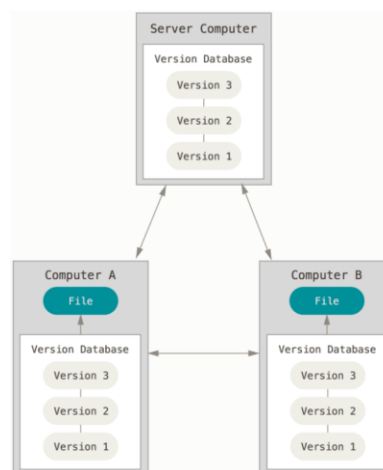 Server Computer
Version Database
Version 3
Version 2
Version 1
Computer A
File
Version Database
Version 3
Version 2
Version 1
Computer B
File
Version Database
Version 3
Version 2
Version 1